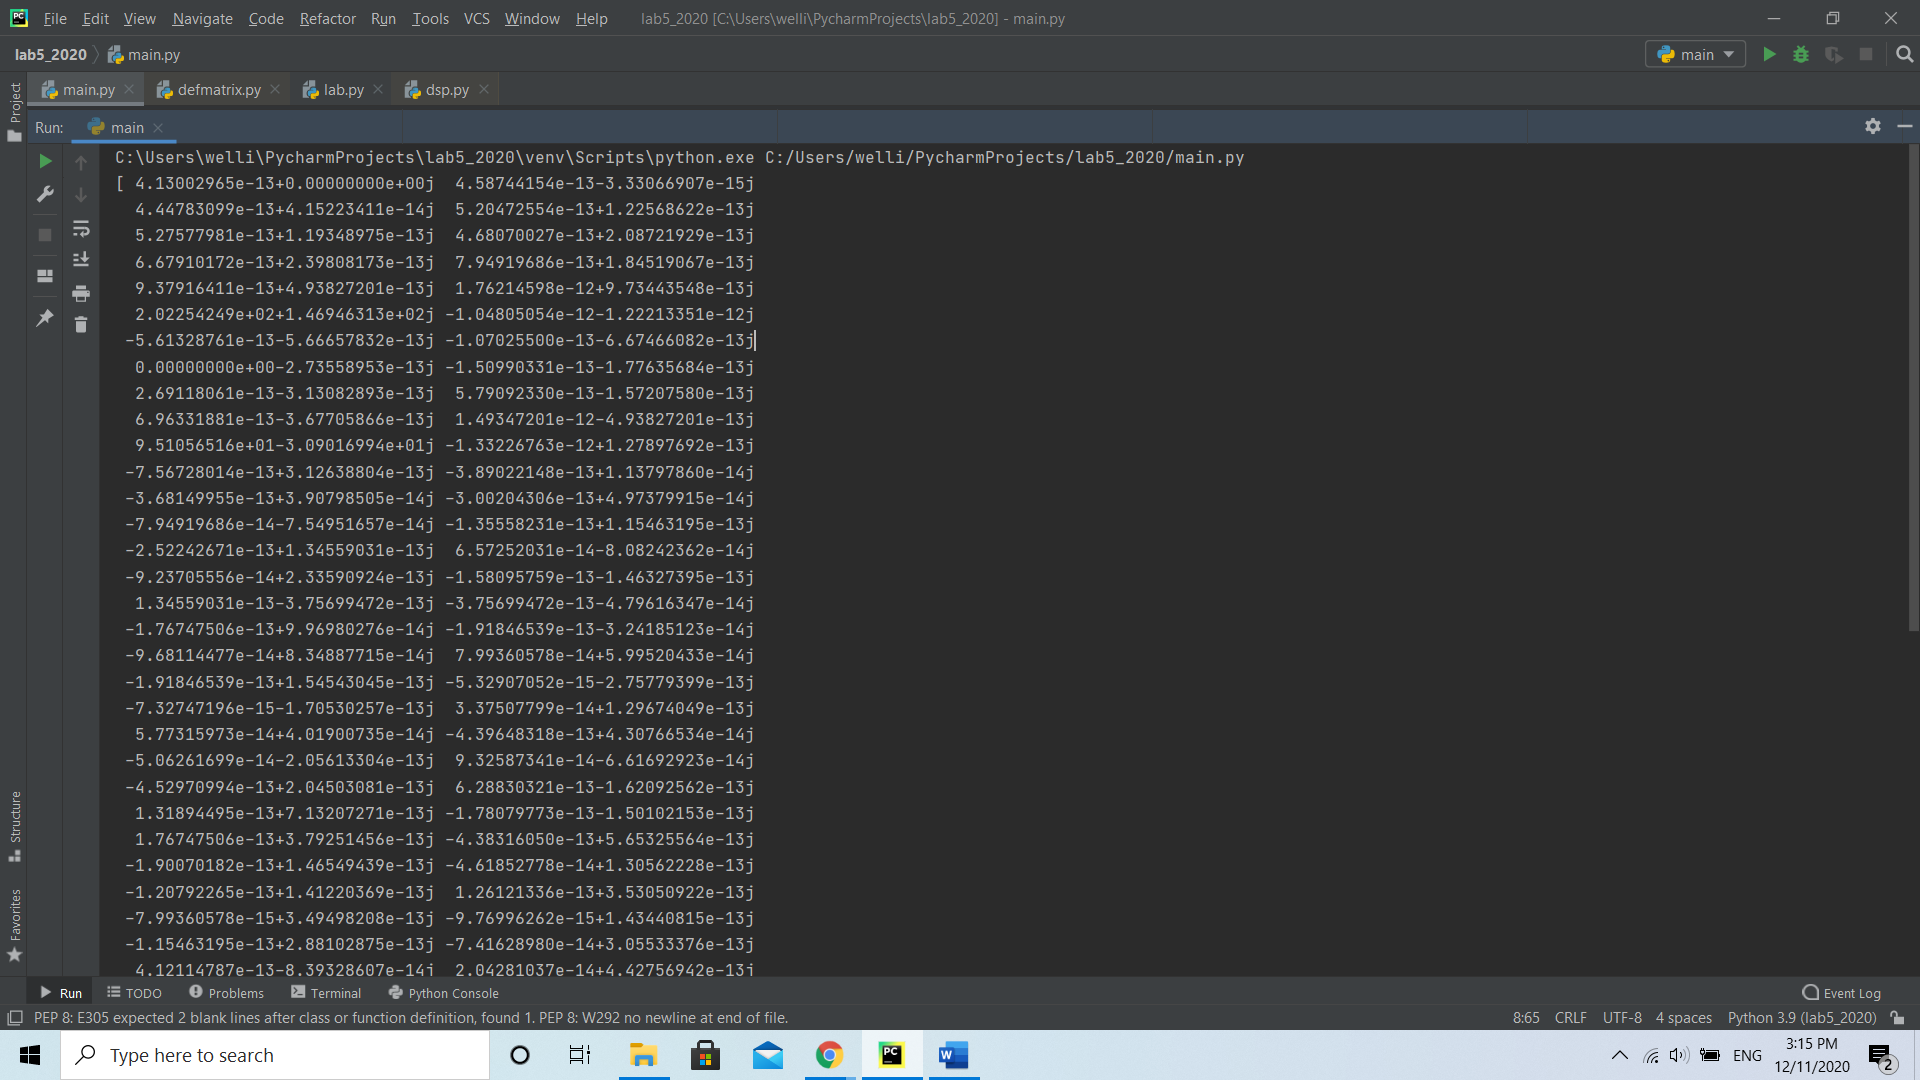 File Edit View Navigate Code Refactor Run Tools VCS Window Help lab5_2020 [C:\Users\welli\PycharmProjects\lab5_2020] - main.py
lab5_2020 main.py main
main.py defmatrix.py lab.py dsp.py
Project
Run: main
C:\Users\welli\PycharmProjects\lab5_2020\venv\Scripts\python.exe C:/Users/welli/PycharmProjects/lab5_2020/main.py
[ 4.13002965e-13+0.00000000e+00j 4.58744154e-13-3.33066907e-15j
4.44783099e-13+4.15223411e-14j 5.20472554e-13+1.22568622e-13j
5.27577981e-13+1.19348975e-13j 4.68070027e-13+2.08721929e-13j
6.67910172e-13+2.39808173e-13j 7.94919686e-13+1.84519067e-13j
9.37916411e-13+4.93827201e-13j 1.76214598e-12+9.73443548e-13j
2.02254249e+02+1.46946313e+02j -1.04805054e-12-1.22213351e-12j
-5.61328761e-13-5.66657832e-13j -1.07025500e-13-6.67466082e-13j
0.00000000e+00-2.73558953e-13j -1.50990331e-13-1.77635684e-13j
2.69118061e-13-3.13082893e-13j 5.79092330e-13-1.57207580e-13j
6.96331881e-13-3.67705866e-13j 1.49347201e-12-4.93827201e-13j
9.51056516e+01-3.09016994e+01j -1.33226763e-12+1.27897692e-13j
-7.56728014e-13+3.12638804e-13j -3.89022148e-13+1.13797860e-14j
-3.68149955e-13+3.90798505e-14j -3.00204306e-13+4.97379915e-14j
-7.94919686e-14-7.54951657e-14j -1.35558231e-13+1.15463195e-13j
-2.52242671e-13+1.34559031e-13j 6.57252031e-14-8.08242362e-14j
-9.23705556e-14+2.33590924e-13j -1.58095759e-13-1.46327395e-13j
1.34559031e-13-3.75699472e-13j -3.75699472e-13-4.79616347e-14j
-1.76747506e-13+9.96980276e-14j -1.91846539e-13-3.24185123e-14j
-9.68114477e-14+8.34887715e-14j 7.99360578e-14+5.99520433e-14j
-1.91846539e-13+1.54543045e-13j -5.32907052e-15-2.75779399e-13j
-7.32747196e-15-1.70530257e-13j 3.37507799e-14+1.29674049e-13j
5.77315973e-14+4.01900735e-14j -4.39648318e-13+4.30766534e-14j
-5.06261699e-14-2.05613304e-13j 9.32587341e-14-6.61692923e-14j
-4.52970994e-13+2.04503081e-13j 6.28830321e-13-1.62092562e-13j
1.31894495e-13+7.13207271e-13j -1.78079773e-13-1.50102153e-13j
1.76747506e-13+3.79251456e-13j -4.38316050e-13+5.65325564e-13j
-1.90070182e-13+1.46549439e-13j -4.61852778e-14+1.30562228e-13j
-1.20792265e-13+1.41220369e-13j 1.26121336e-13+3.53050922e-13j
-7.99360578e-15+3.49498208e-13j -9.76996262e-15+1.43440815e-13j
-1.15463195e-13+2.88102875e-13j -7.41628980e-14+3.05533376e-13j
4.12114787e-13-8.39328607e-14j 2.04281037e-14+4.42756942e-13j
Structure
Favorites
Run TODO Problems Terminal Python Console Event Log
PEP 8: E305 expected 2 blank lines after class or function definition, found 1. PEP 8: W292 no newline at end of file. 8:65 CRLF UTF-8 4 spaces Python 3.9 (lab5_2020)
Type here to search ENG 3:15 PM
12/11/2020 2